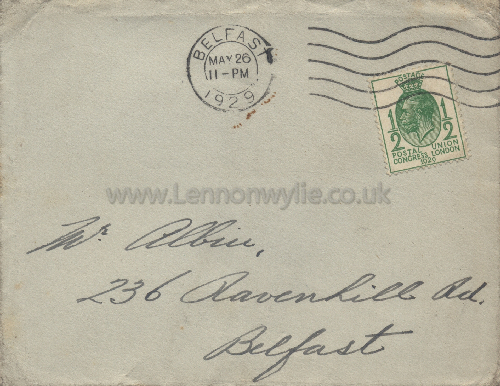 BELFAST
MAY 26
11-PM
1929
POSTAGE
½ ½
POSTAL UNION
CONGRESS LONDON
1929
www.Lennonwylie.co.uk
Mr Albin,
236 Ravenhill Rd.
Belfast